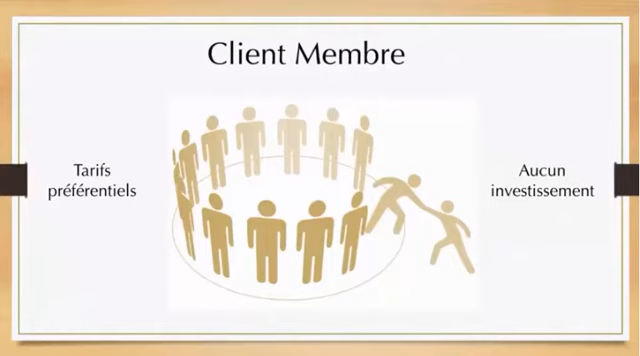 Client Membre
Tarifs
préférentiels
Aucun
investissement